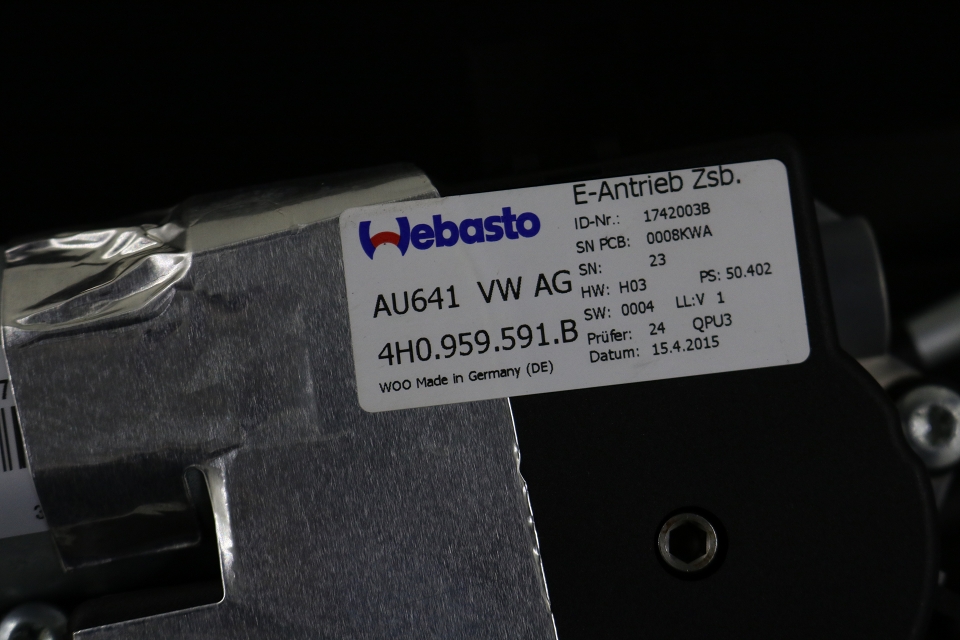 Webasto
AU641 VW AG
4H0.959.591.B
WOO Made in Germany (DE)
E-Antrieb Zsb.
ID-Nr.: 1742003B
SN PCB: 0008KWA
SN: 23
HW: H03 PS: 50.402
SW: 0004 LL:V 1
Prüfer: 24 QPU3
Datum: 15.4.2015
7
3